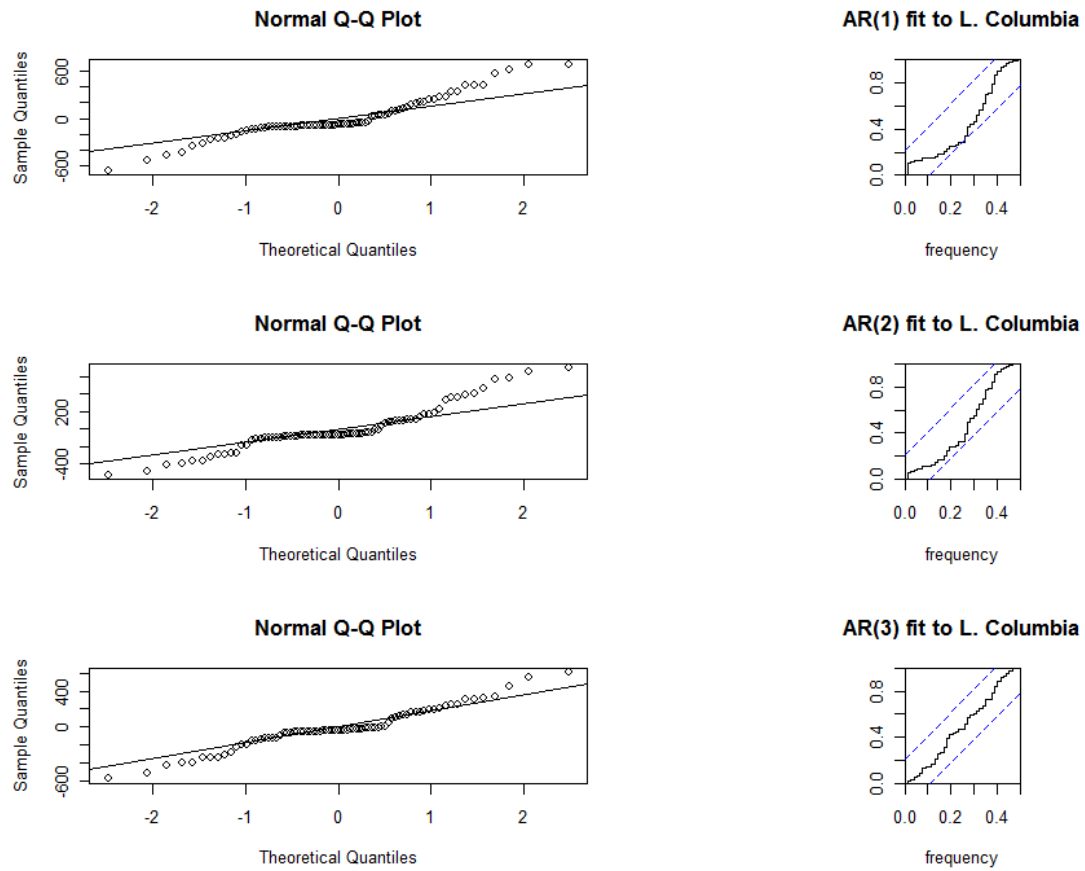 Normal Q-Q Plot
Sample Quantiles
600
0
-600
-2 -1 0 1 2
Theoretical Quantiles
AR(1) fit to L. Columbia
0.8
0.4
0.0
0.0 0.2 0.4
frequency
Normal Q-Q Plot
Sample Quantiles
200
-400
-2 -1 0 1 2
Theoretical Quantiles
AR(2) fit to L. Columbia
0.8
0.4
0.0
0.0 0.2 0.4
frequency
Normal Q-Q Plot
Sample Quantiles
400
0
-600
-2 -1 0 1 2
Theoretical Quantiles
AR(3) fit to L. Columbia
0.8
0.4
0.0
0.0 0.2 0.4
frequency